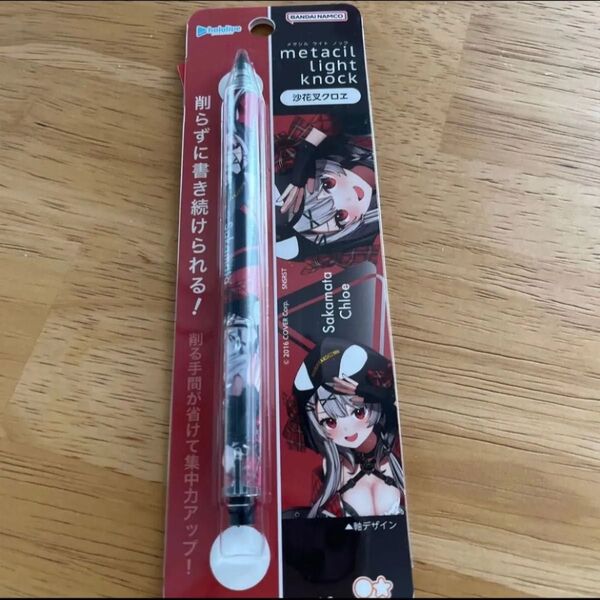 hololive
BANDAI NAMCO
メタシル ライト ノック
metacil
light
knock
沙花叉クロヱ
削らずに書き続けられる!
削る手間が省けて集中力アップ!
© 2016 COVER Corp. SNSRST
Sakamata
Chloe
▲軸デザイン